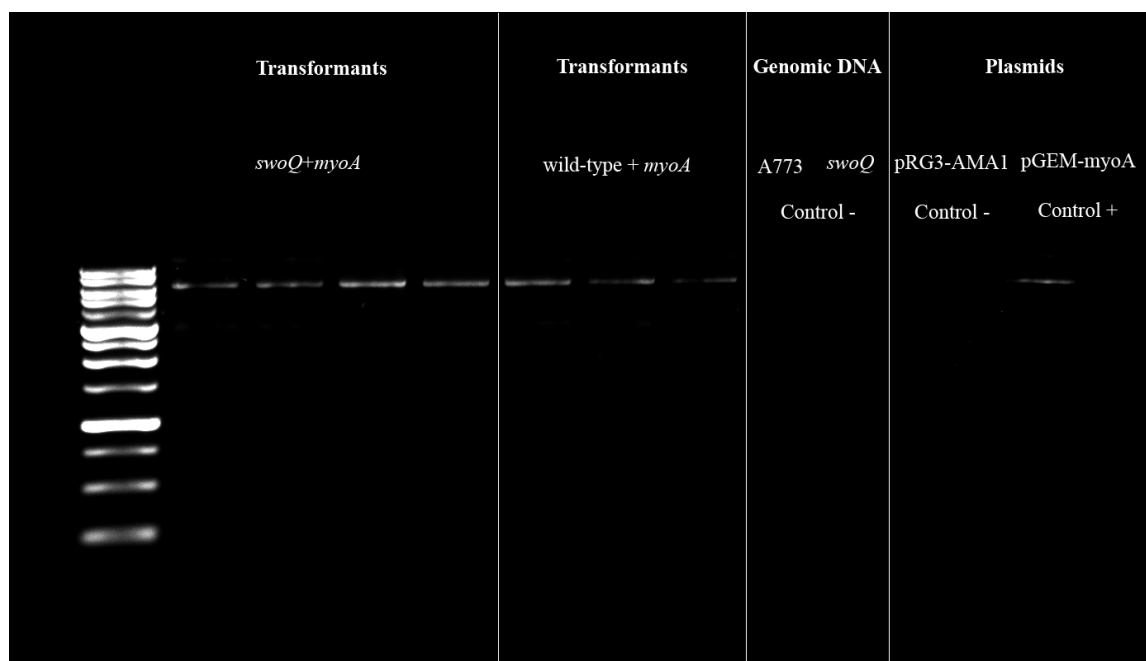 Transformants Transformants Genomic DNA Plasmids
swoQ+myoA wild-type + myoA A773 swoQ pRG3-AMA1 pGEM-myoA
Control - Control - Control +